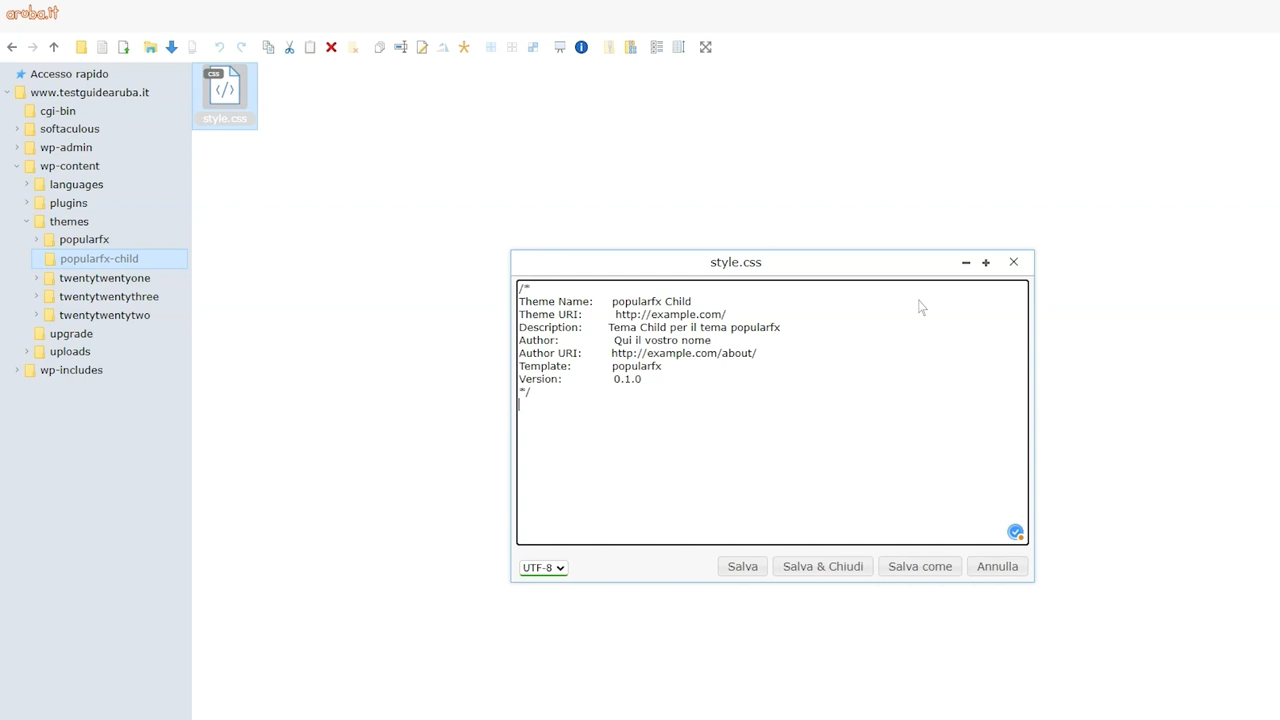 aruba.it
Accesso rapido
www.testguidearuba.it
cgi-bin
softaculous
wp-admin
wp-content
languages
plugins
themes
popularfx
popularfx-child
twentytwentyone
twentytwentythree
twentytwentytwo
upgrade
uploads
wp-includes
css
</>
style.css
style.css
/*
Theme Name: popularfx Child
Theme URI: http://example.com/
Description: Tema Child per il tema popularfx
Author: Qui il vostro nome
Author URI: http://example.com/about/
Template: popularfx
Version: 0.1.0
*/
UTF-8
Salva
Salva & Chiudi
Salva come
Annulla